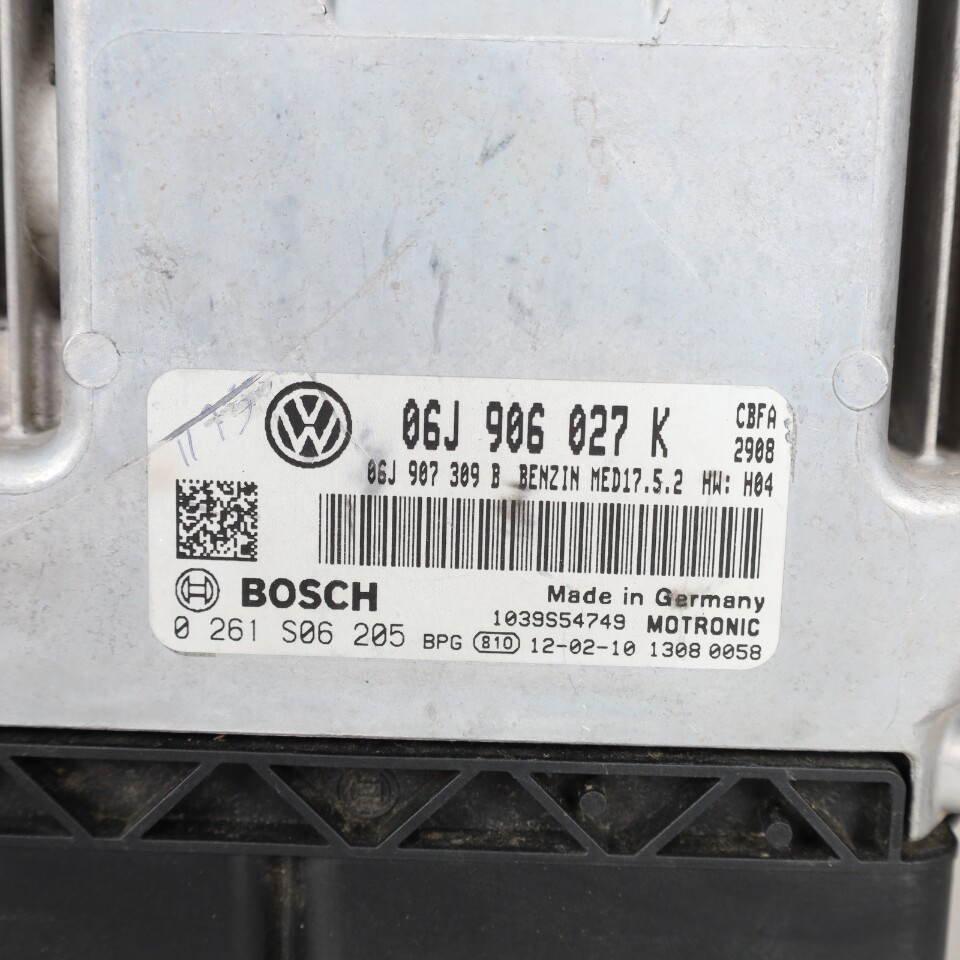 06J 906 027 K CBFA
2908
06J 907 309 B BENZIN MED17.5.2 HW: H04
BOSCH Made in Germany
1039S54749 MOTRONIC
0 261 S06 205 BPG 810 12-02-10 1308 0058